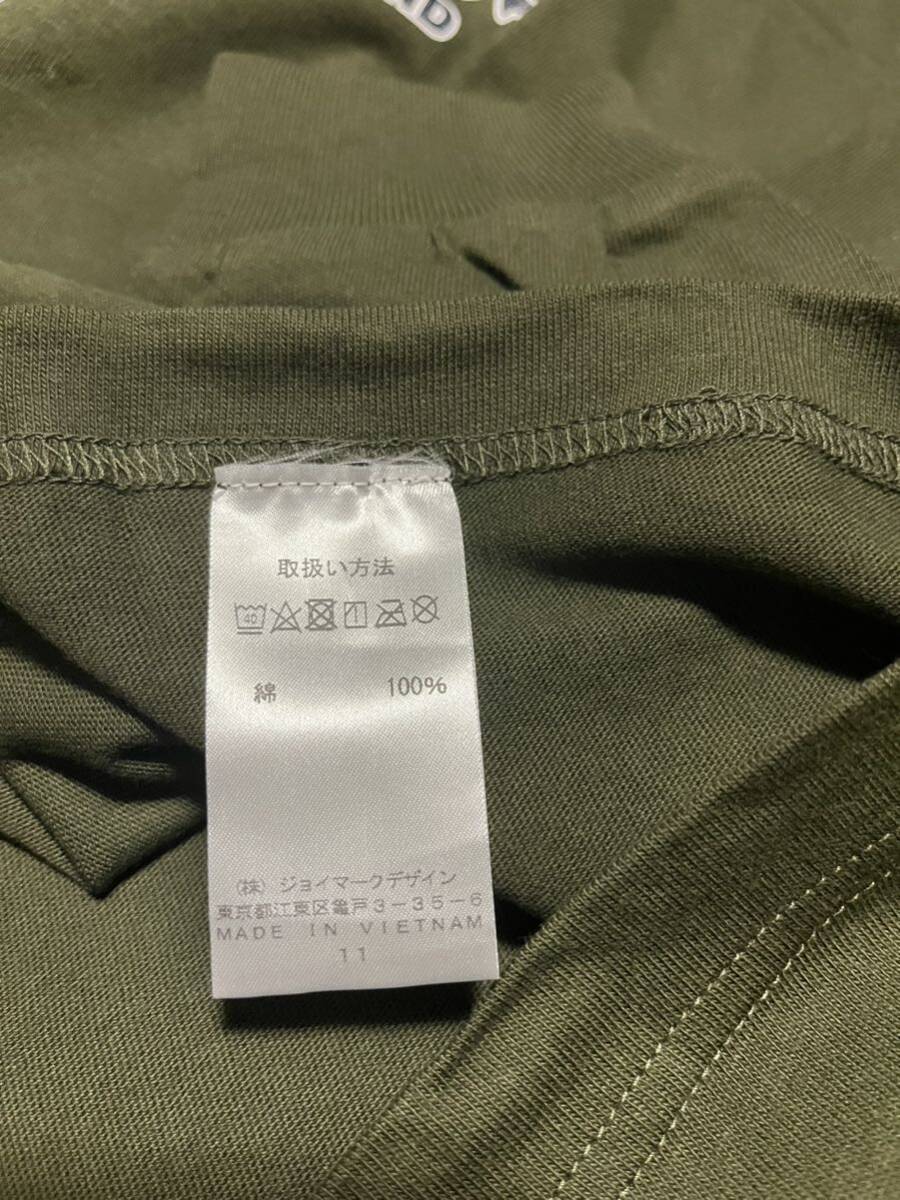 取扱い方法
40
綿 100%
(株) ジョイマークデザイン
東京都江東区亀戸3-35-6
MADE IN VIETNAM
11